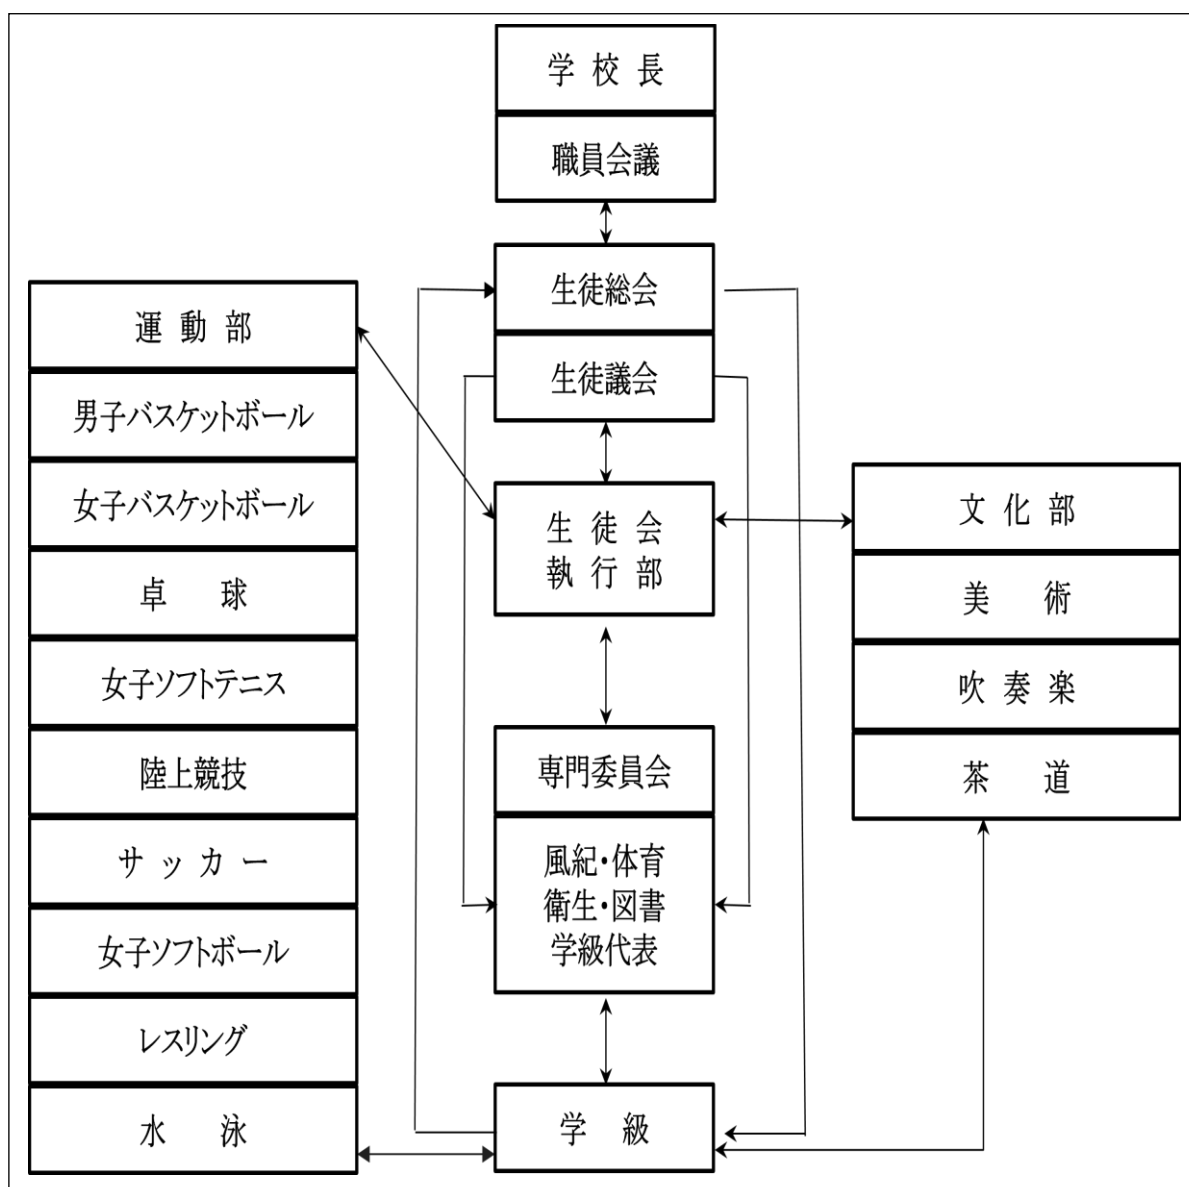 学校長
職員会議
生徒総会
生徒議会
生徒会
執行部
専門委員会
風紀・体育
衛生・図書
学級代表
学級
運動部
男子バスケットボール
女子バスケットボール
卓球
女子ソフトテニス
陸上競技
サッカー
女子ソフトボール
レスリング
水泳
文化部
美術
吹奏楽
茶道